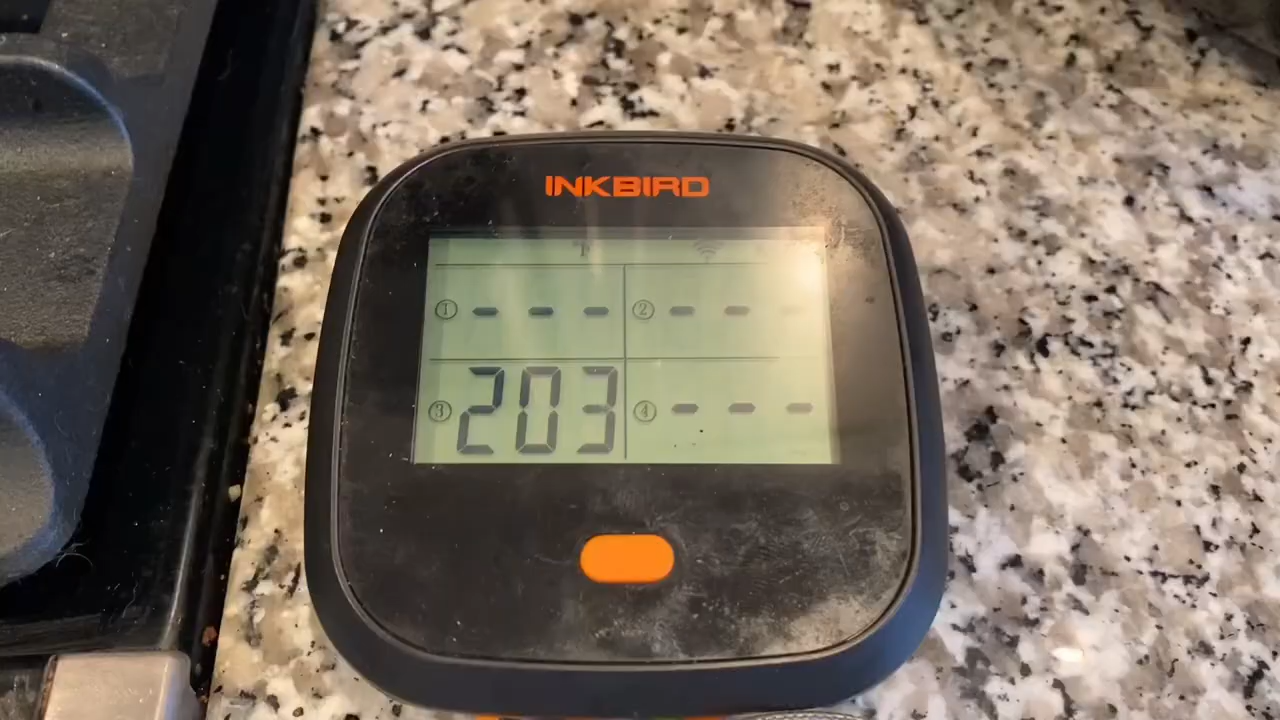 INKBIRD
① - - - ② - - -
③ 203 ④ - - -